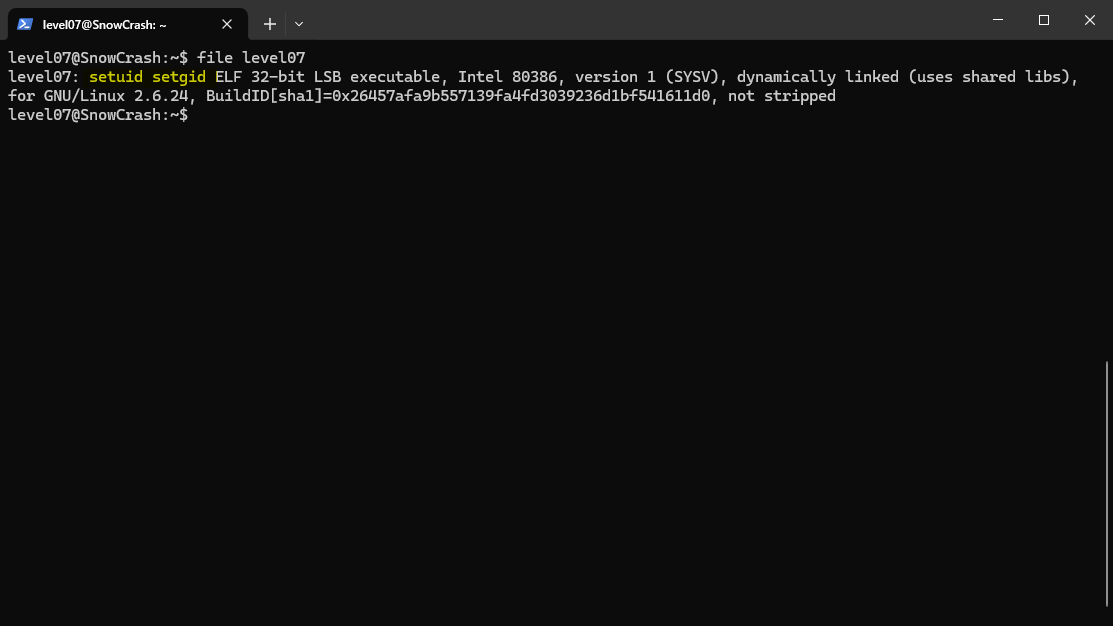 level07@SnowCrash: ~
level07@SnowCrash:~$ file level07
level07: setuid setgid ELF 32-bit LSB executable, Intel 80386, version 1 (SYSV), dynamically linked (uses shared libs),
for GNU/Linux 2.6.24, BuildID[sha1]=0x26457afa9b557139fa4fd3039236d1bf541611d0, not stripped
level07@SnowCrash:~$